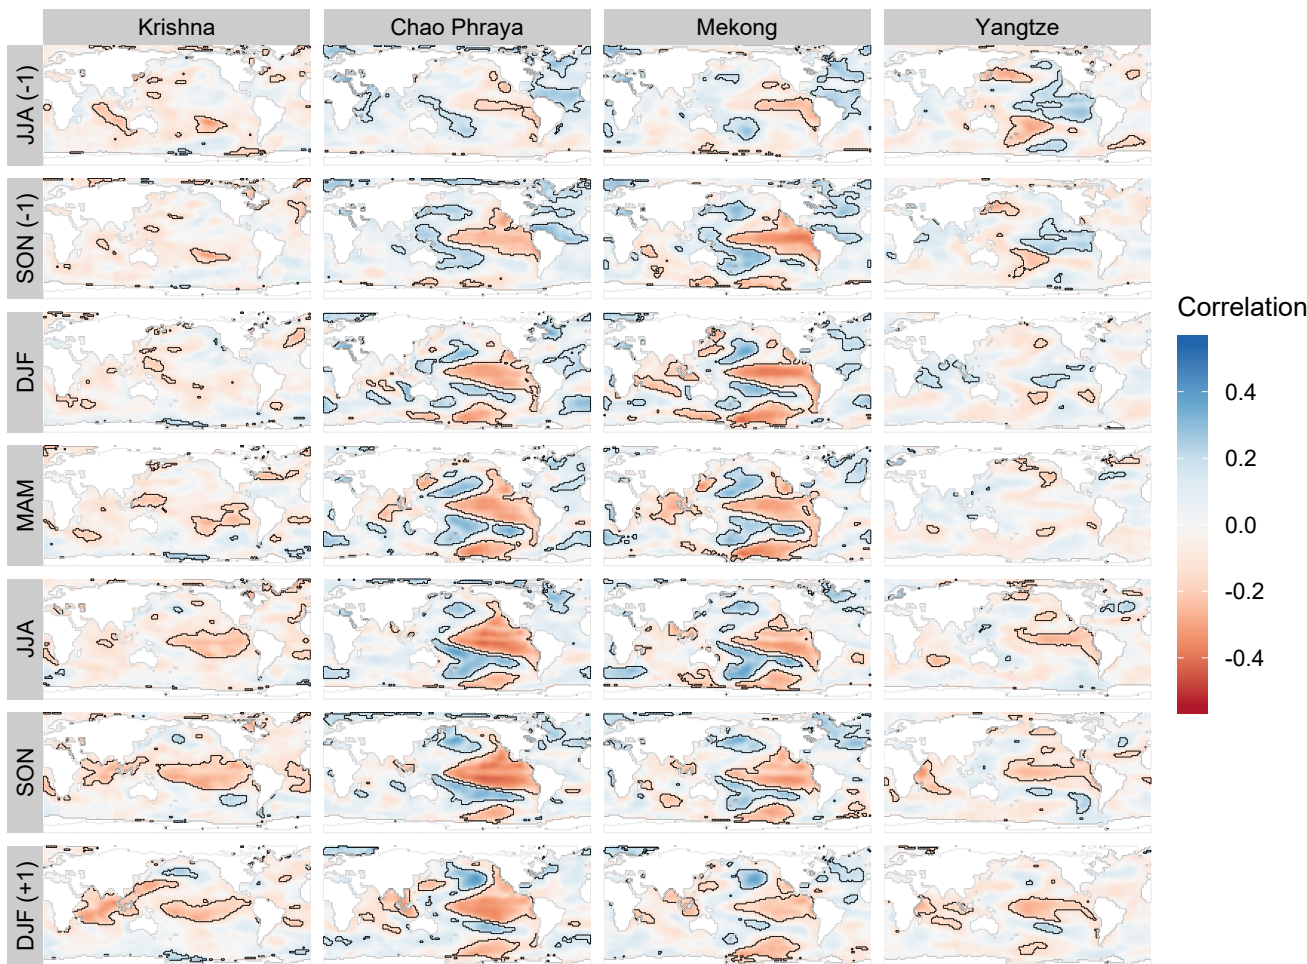 Krishna Chao Phraya Mekong Yangtze
JJA (-1)
SON (-1)
DJF
MAM
JJA
SON
DJF (+1)
Correlation
0.4
0.2
0.0
-0.2
-0.4